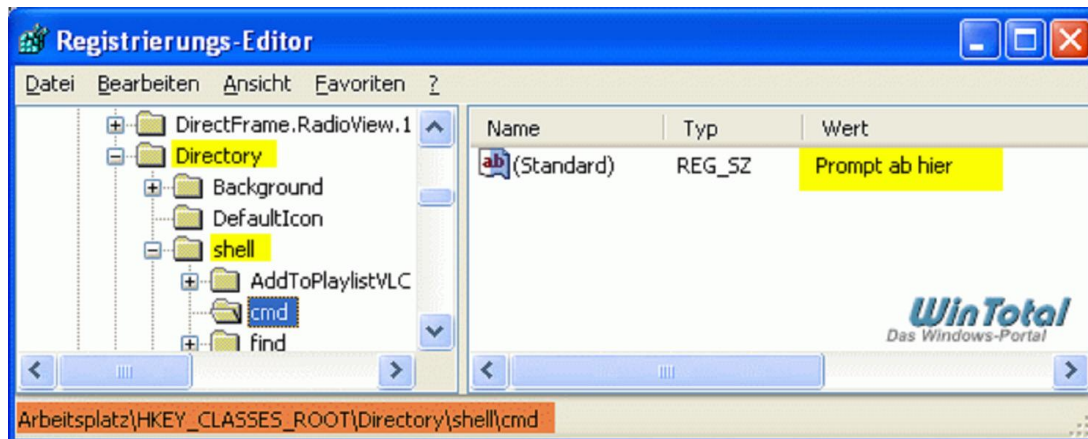 Registrierungs-Editor
Datei Bearbeiten Ansicht Favoriten ?
DirectFrame.RadioView.1
Directory
Background
DefaultIcon
shell
AddToPlaylistVLC
cmd
find
Name Typ Wert
ab (Standard) REG_SZ Prompt ab hier
WinTotal
Das Windows-Portal
Arbeitsplatz\HKEY_CLASSES_ROOT\Directory\shell\cmd